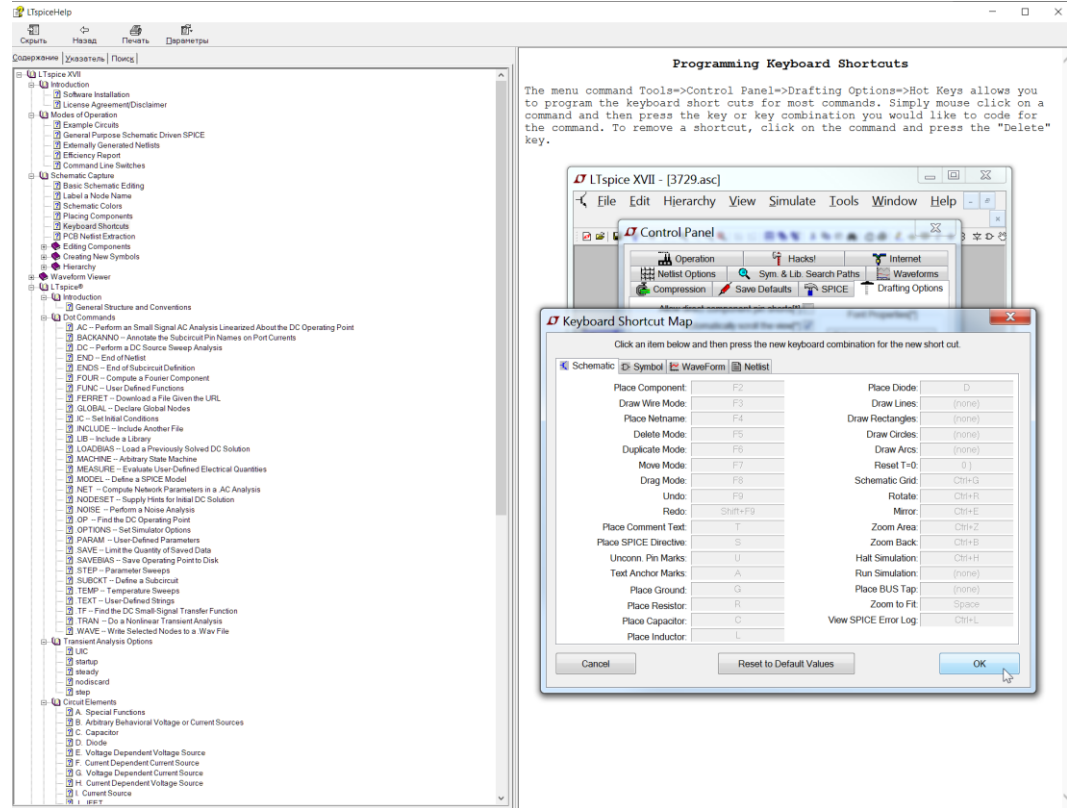 LTspiceHelp
Скрыть Назад Печать Параметры
Содержание Указатель Поиск
LTspice XVII
Introduction
Software Installation
License Agreement/Disclaimer
Modes of Operation
Example Circuits
General Purpose Schematic Driven SPICE
Externally Generated Netlists
Efficiency Report
Command Line Switches
Schematic Capture
Basic Schematic Editing
Label a Node Name
Schematic Colors
Placing Components
Keyboard Shortcuts
PCB Netlist Extraction
Editing Components
Creating New Symbols
Hierarchy
Waveform Viewer
LTspice®
Introduction
General Structure and Conventions
Dot Commands
.AC -- Perform an Small Signal AC Analysis Linearized About the DC Operating Point
.BACKANNO -- Annotate the Subcircuit Pin Names on Port Currents
.DC -- Perform a DC Source Sweep Analysis
.END -- End of Netlist
.ENDS -- End of Subcircuit Definition
.FOUR -- Compute a Fourier Component
.FUNC -- User Defined Functions
.FERRET -- Download a File Given the URL
.GLOBAL -- Declare Global Nodes
.IC -- Set Initial Conditions
.INCLUDE -- Include Another File
.LIB -- Include a Library
.LOADBIAS -- Load a Previously Solved DC Solution
.MACHINE -- Arbitrary State Machine
.MEASURE -- Evaluate User-Defined Electrical Quantities
.MODEL -- Define a SPICE Model
.NET -- Compute Network Parameters in a .AC Analysis
.NODESET -- Supply Hints for Initial DC Solution
.NOISE -- Perform a Noise Analysis
.OP -- Find the DC Operating Point
.OPTIONS -- Set Simulator Options
.PARAM -- User-Defined Parameters
.SAVE -- Limit the Quantity of Saved Data
.SAVEBIAS -- Save Operating Point to Disk
.STEP -- Parameter Sweeps
.SUBCKT -- Define a Subcircuit
.TEMP -- Temperature Sweeps
.TEXT -- User-Defined Strings
.TF -- Find the DC Small-Signal Transfer Function
.TRAN -- Do a Nonlinear Transient Analysis
.WAVE -- Write Selected Nodes to a .Wav File
Transient Analysis Options
UIC
startup
steady
nodiscard
step
Circuit Elements
A. Special Functions
B. Arbitrary Behavioral Voltage or Current Sources
C. Capacitor
D. Diode
E. Voltage Dependent Voltage Source
F. Current Dependent Current Source
G. Voltage Dependent Current Source
H. Current Dependent Voltage Source
I. Current Source
J. JFET
Programming Keyboard Shortcuts
The menu command Tools=>Control Panel=>Drafting Options=>Hot Keys allows you
to program the keyboard short cuts for most commands. Simply mouse click on a
command and then press the key or key combination you would like to code for
the command. To remove a shortcut, click on the command and press the "Delete"
key.
LTspice XVII - [3729.asc]
File Edit Hierarchy View Simulate Tools Window Help
Control Panel
Operation Hacks! Internet
Netlist Options Sym. & Lib. Search Paths Waveforms
Compression Save Defaults SPICE Drafting Options
Keyboard Shortcut Map
Click an item below and then press the new keyboard combination for the new short cut.
Schematic Symbol WaveForm Netlist
Place Component: F2 Place Diode: D
Draw Wire Mode: F3 Draw Lines: (none)
Place Netname: F4 Draw Rectangles: (none)
Delete Mode: F5 Draw Circles: (none)
Duplicate Mode: F6 Draw Arcs: (none)
Move Mode: F7 Reset T=0: 0 }
Drag Mode: F8 Schematic Grid: Ctrl+G
Undo: F9 Rotate: Ctrl+R
Redo: Shift+F9 Mirror: Ctrl+E
Place Comment Text: T Zoom Area: Ctrl+Z
Place SPICE Directive: S Zoom Back: Ctrl+B
Unconn. Pin Marks: U Halt Simulation: Ctrl+H
Text Anchor Marks: A Run Simulation: (none)
Place Ground: G Place BUS Tap: (none)
Place Resistor: R Zoom to Fit: Space
Place Capacitor: C View SPICE Error Log: Ctrl+L
Place Inductor: L
Cancel Reset to Default Values OK